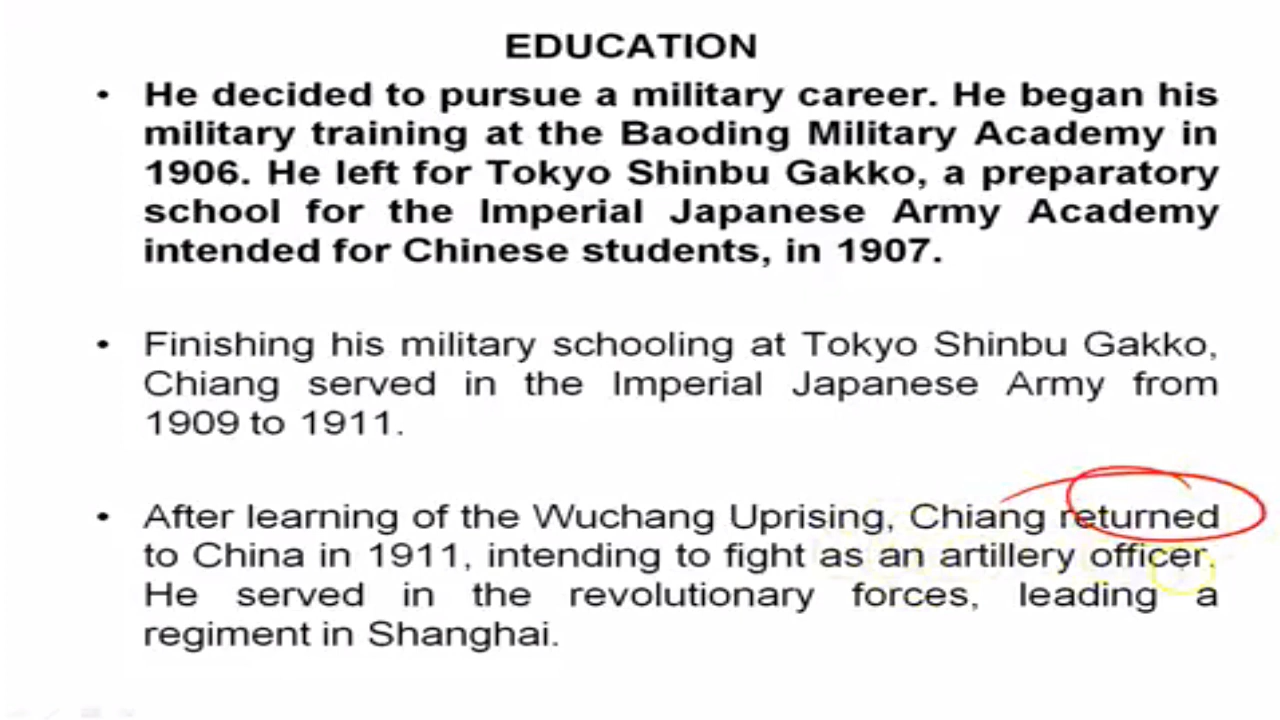 EDUCATION
• He decided to pursue a military career. He began his
military training at the Baoding Military Academy in
1906. He left for Tokyo Shinbu Gakko, a preparatory
school for the Imperial Japanese Army Academy
intended for Chinese students, in 1907.
• Finishing his military schooling at Tokyo Shinbu Gakko,
Chiang served in the Imperial Japanese Army from
1909 to 1911.
• After learning of the Wuchang Uprising, Chiang returned
to China in 1911, intending to fight as an artillery officer.
He served in the revolutionary forces, leading a
regiment in Shanghai.